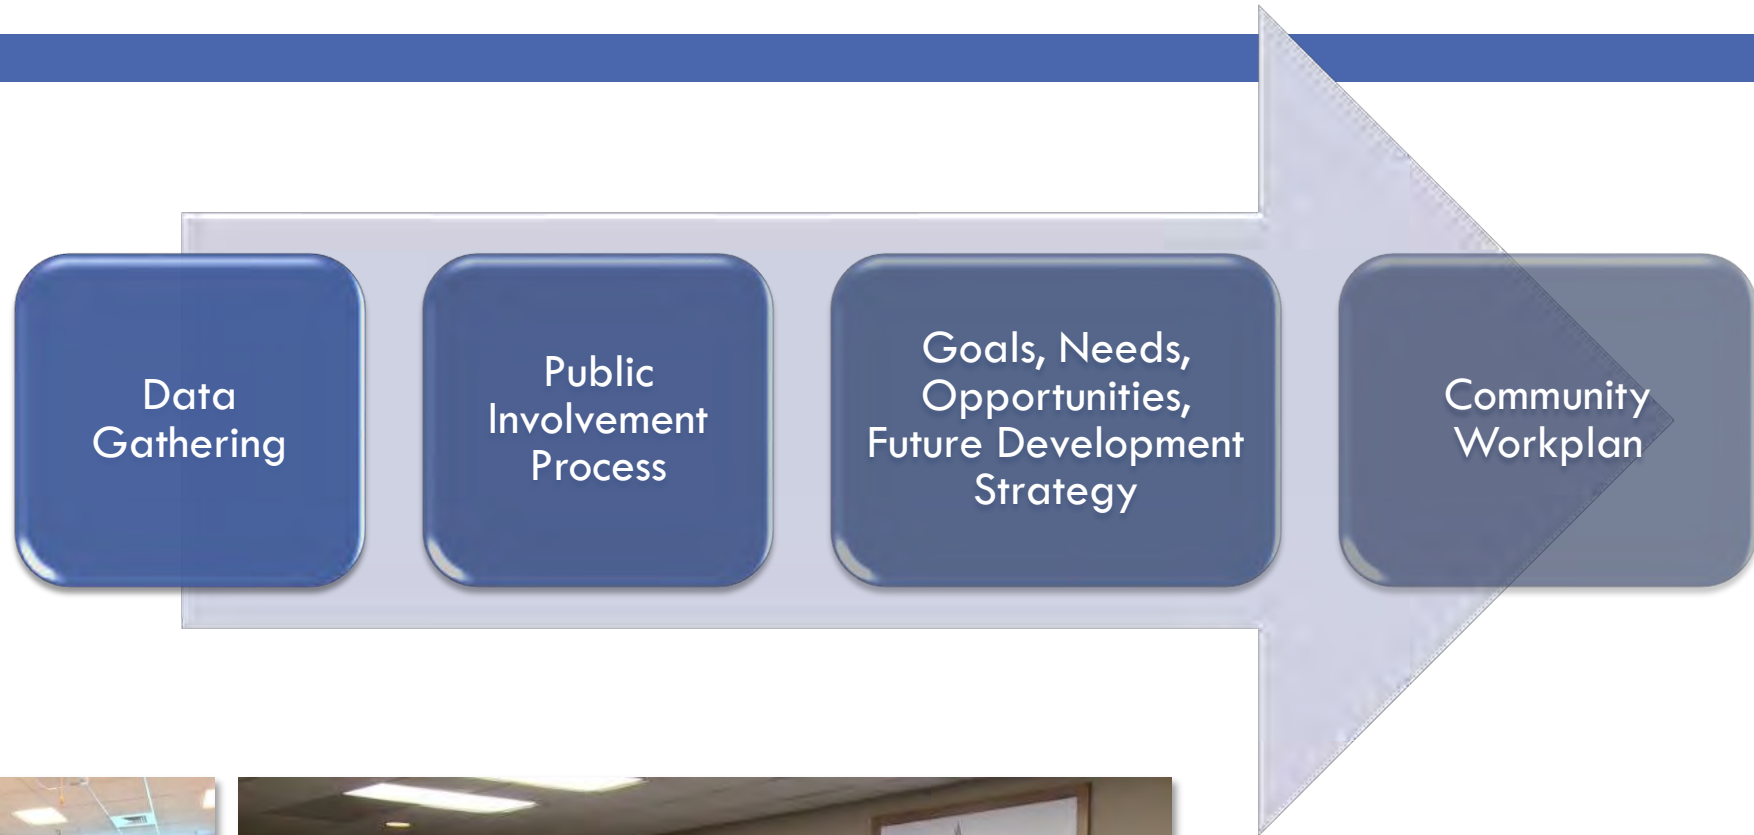 Data
Gathering
Public
Involvement
Process
Goals, Needs,
Opportunities,
Future Development
Strategy
Community
Workplan